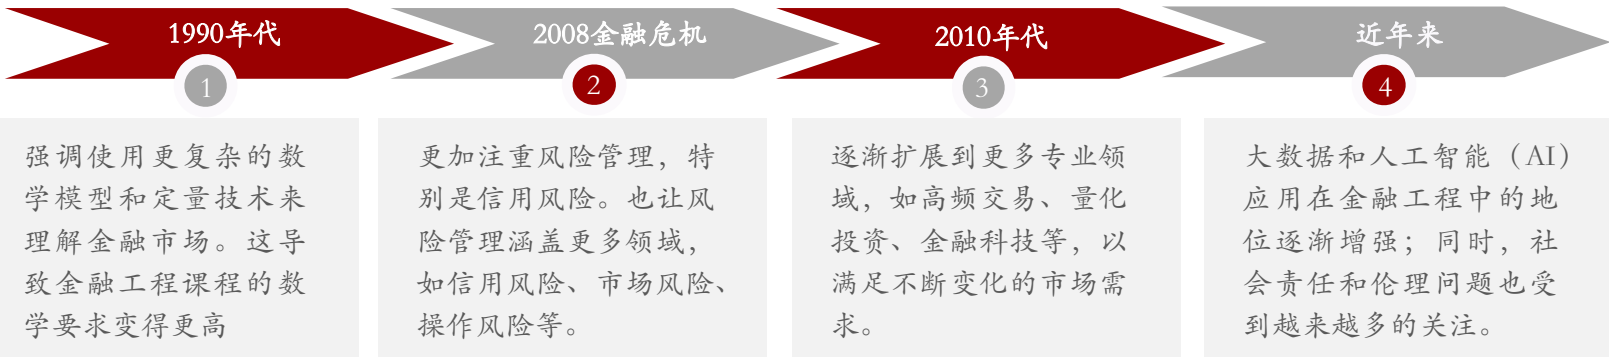 1990年代
1
强调使用更复杂的数
学模型和定量技术来
理解金融市场。这导
致金融工程课程的数
学要求变得更高
2008金融危机
2
更加注重风险管理，特
别是信用风险。也让风
险管理涵盖更多领域，
如信用风险、市场风险、
操作风险等。
2010年代
3
逐渐扩展到更多专业领
域，如高频交易、量化
投资、金融科技等，以
满足不断变化的市场需
求。
近年来
4
大数据和人工智能（AI）
应用在金融工程中的地
位逐渐增强；同时，社
会责任和伦理问题也受
到越来越多的关注。